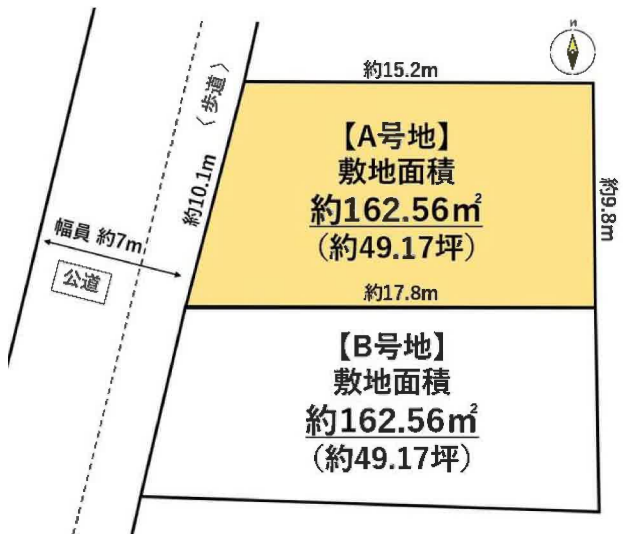 N
約15.2m
〈 歩道 〉
【A号地】
敷地面積
約162.56㎡
（約49.17坪）
約10.1m
約9.8m
幅員 約7m
公道
約17.8m
【B号地】
敷地面積
約162.56㎡
（約49.17坪）